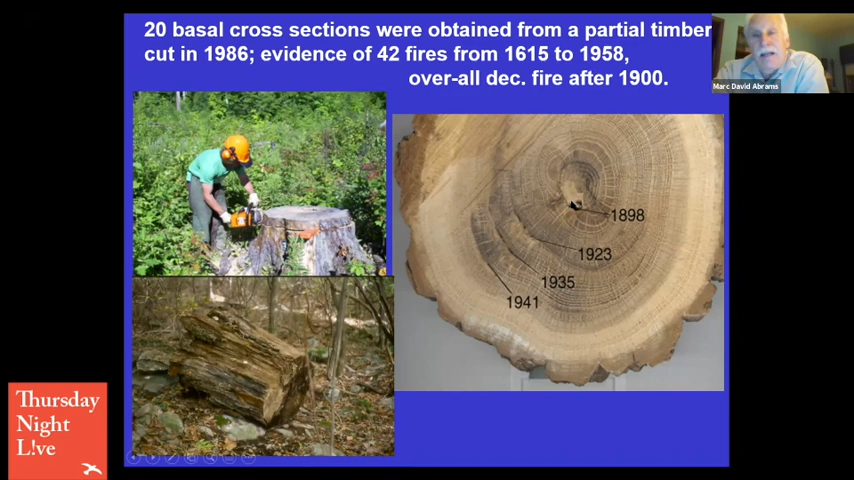 20 basal cross sections were obtained from a partial timber
cut in 1986; evidence of 42 fires from 1615 to 1958,
over-all dec. fire after 1900.
Marc David Abrams
1898
1923
1935
1941
Thursday
Night
L!ve